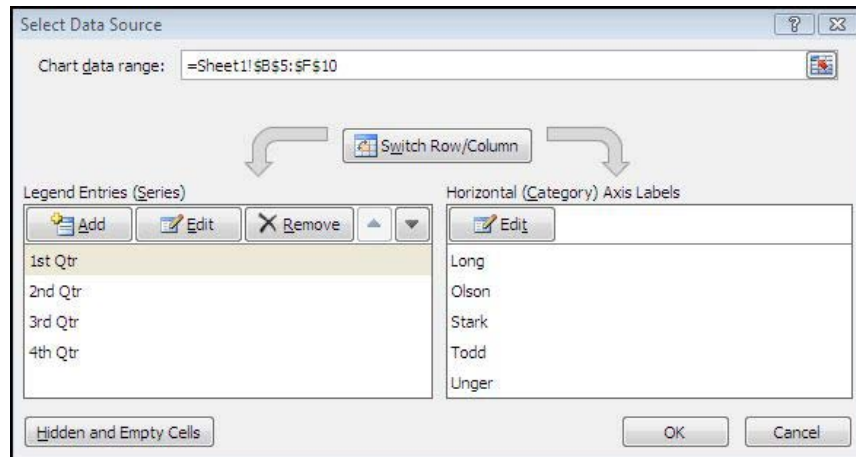 Select Data Source
Chart data range: =Sheet1!$B$5:$F$10
Switch Row/Column
Legend Entries (Series)
Add Edit Remove
1st Qtr
2nd Qtr
3rd Qtr
4th Qtr
Horizontal (Category) Axis Labels
Edit
Long
Olson
Stark
Todd
Unger
Hidden and Empty Cells
OK Cancel